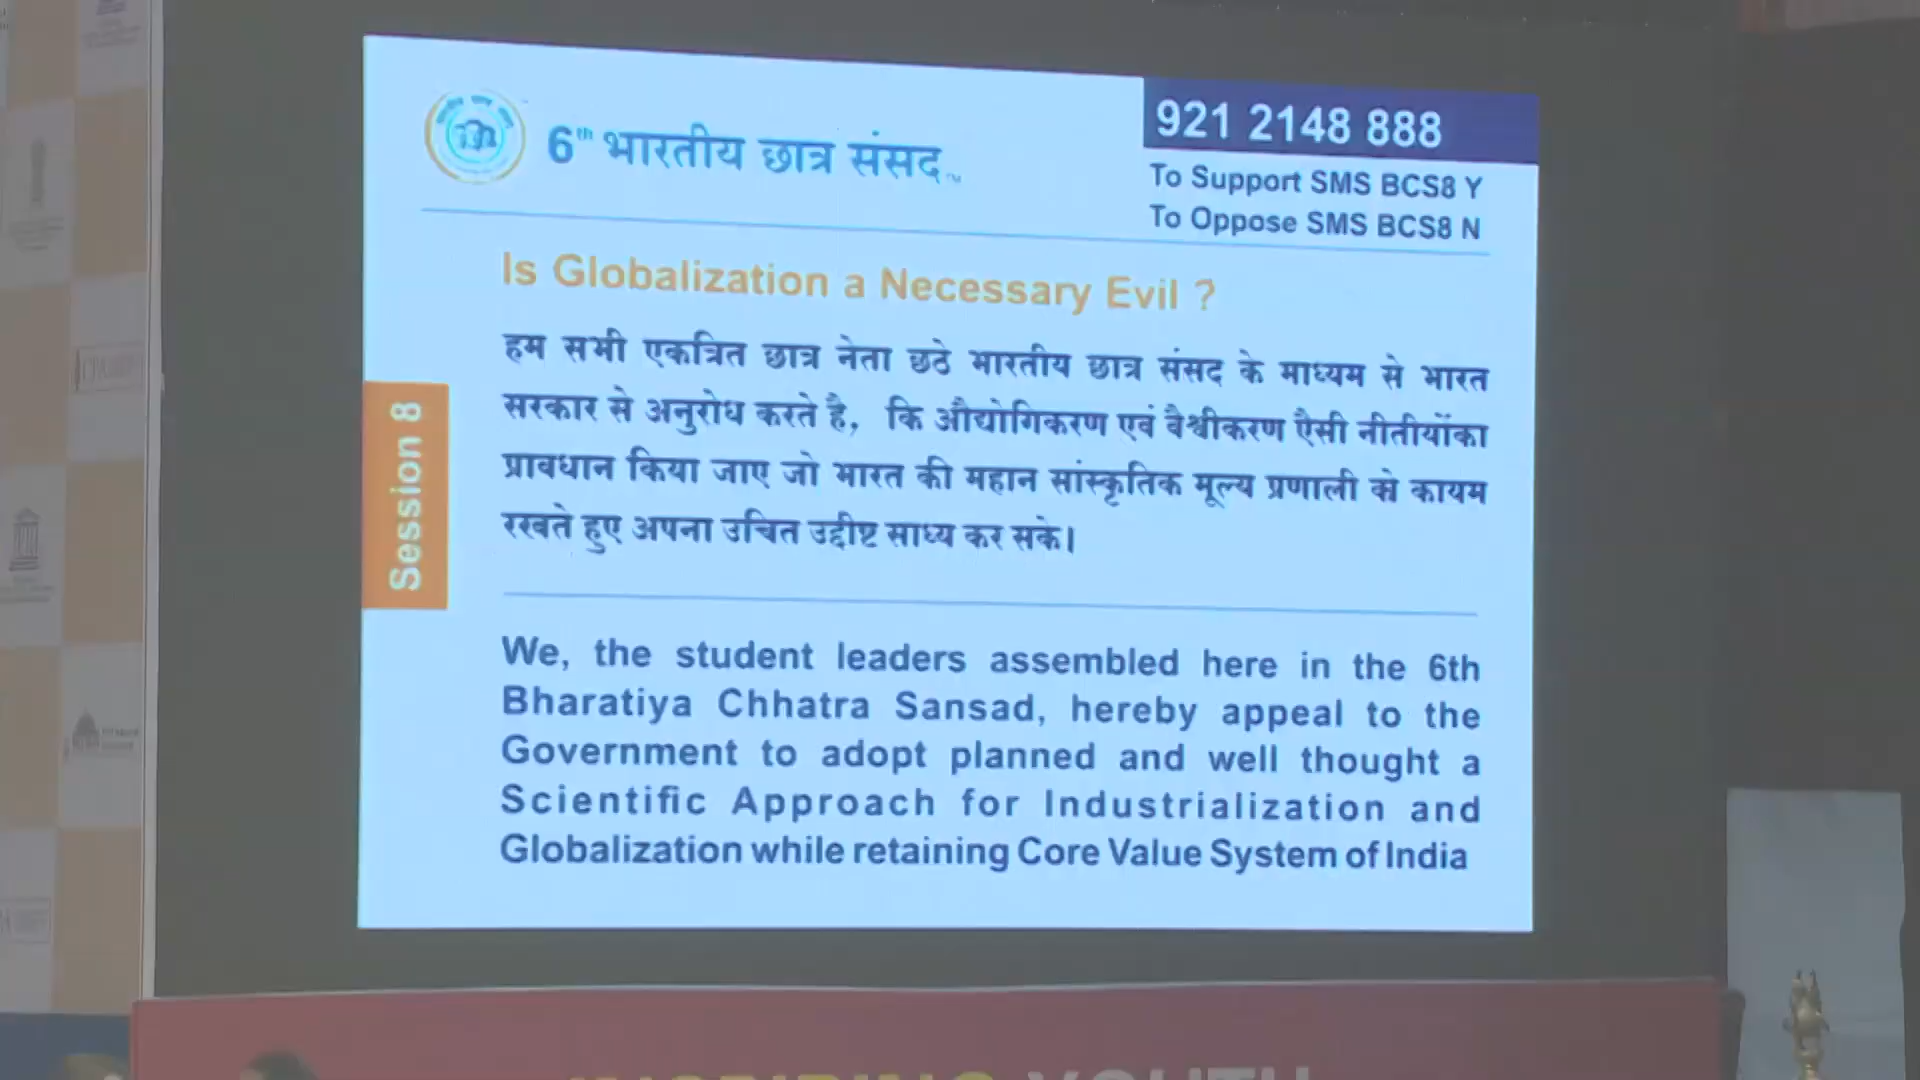 6th भारतीय छात्र संसद
921 2148 888
To Support SMS BCS8 Y
To Oppose SMS BCS8 N
Is Globalization a Necessary Evil ?
हम सभी एकत्रित छात्र नेता छठे भारतीय छात्र संसद के माध्यम से भारत
सरकार से अनुरोध करते है, कि औद्योगिकरण एवं वैश्वीकरण एैसी नीतीयोंका
प्रावधान किया जाए जो भारत की महान सांस्कृतिक मूल्य प्रणाली को कायम
रखते हुए अपना उचित उद्दीष्ट साध्य कर सके।
Session 8
We, the student leaders assembled here in the 6th
Bharatiya Chhatra Sansad, hereby appeal to the
Government to adopt planned and well thought a
Scientific Approach for Industrialization and
Globalization while retaining Core Value System of India
INSPIRING YOUTH